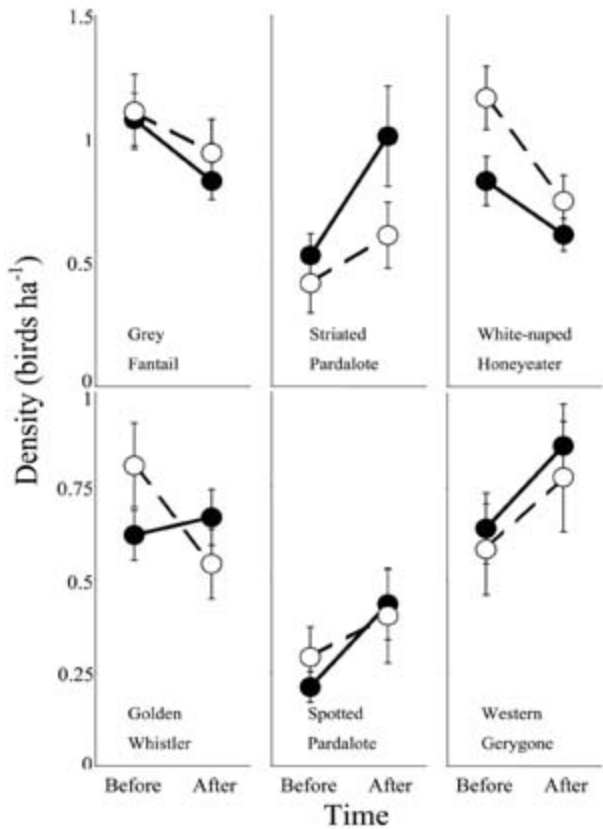 Density (birds ha-1)
1.5
1
0.5
0
Grey
Fantail
Striated
Pardalote
White-naped
Honeyeater
1
0.75
0.5
0.25
0
Golden
Whistler
Spotted
Pardalote
Western
Gerygone
Before After Before After Before After
Time